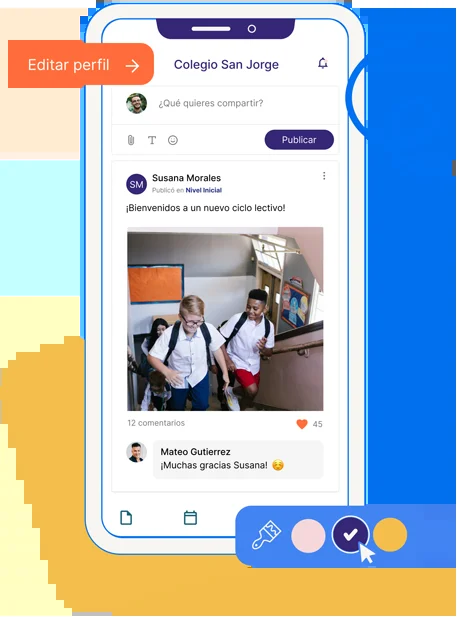 Editar perfil
Colegio San Jorge
¿Qué quieres compartir?
T
Publicar
SM
Susana Morales
Publicó en Nivel Inicial
¡Bienvenidos a un nuevo ciclo lectivo!
12 comentarios
45
Mateo Gutierrez
¡Muchas gracias Susana! 😚